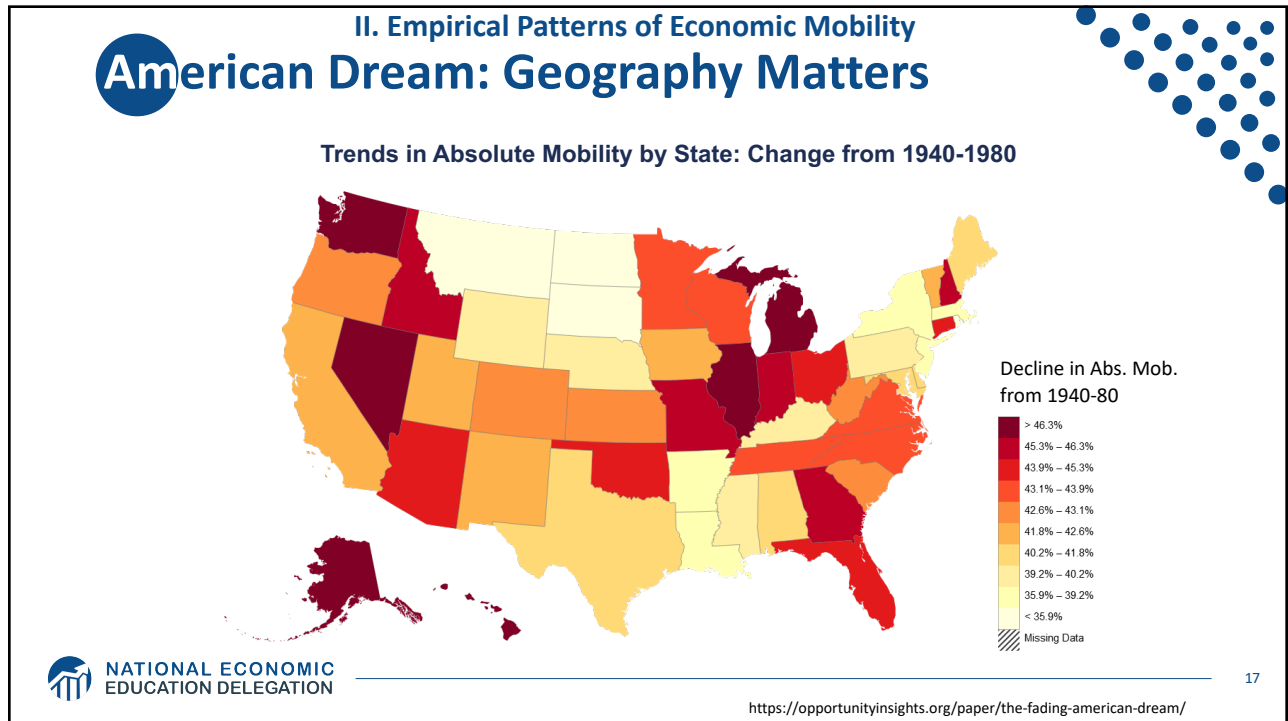 II. Empirical Patterns of Economic Mobility
American Dream: Geography Matters
Trends in Absolute Mobility by State: Change from 1940-1980
Decline in Abs. Mob.
from 1940-80
> 46.3%
45.3% – 46.3%
43.9% – 45.3%
43.1% – 43.9%
42.6% – 43.1%
41.8% – 42.6%
40.2% – 41.8%
39.2% – 40.2%
35.9% – 39.2%
< 35.9%
Missing Data
NATIONAL ECONOMIC
EDUCATION DELEGATION
17
https://opportunityinsights.org/paper/the-fading-american-dream/